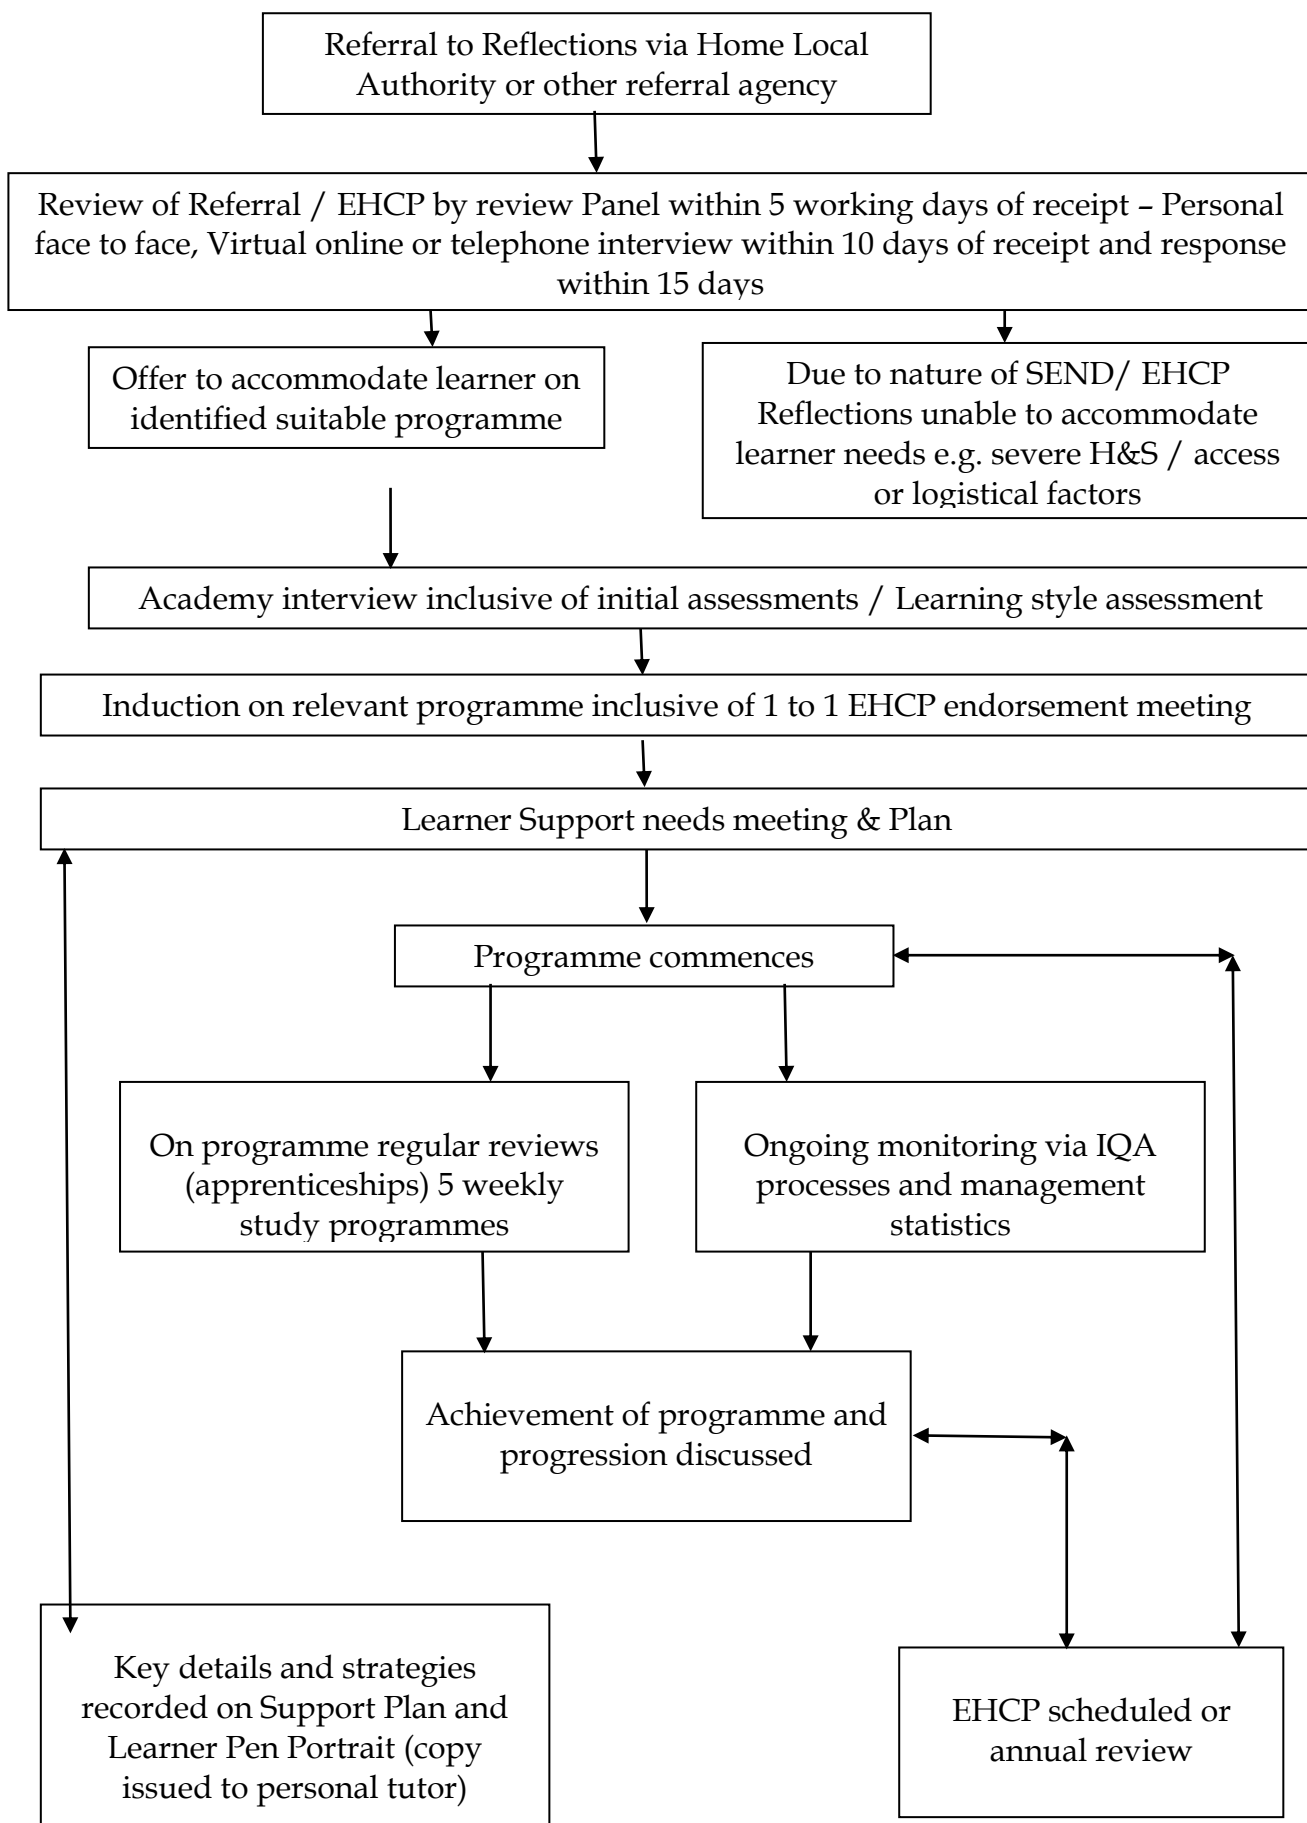 Referral to Reflections via Home Local
Authority or other referral agency
Review of Referral / EHCP by review Panel within 5 working days of receipt – Personal
face to face, Virtual online or telephone interview within 10 days of receipt and response
within 15 days
Offer to accommodate learner on
identified suitable programme
Due to nature of SEND/ EHCP
Reflections unable to accommodate
learner needs e.g. severe H&S / access
or logistical factors
Academy interview inclusive of initial assessments / Learning style assessment
Induction on relevant programme inclusive of 1 to 1 EHCP endorsement meeting
Learner Support needs meeting & Plan
Programme commences
On programme regular reviews
(apprenticeships) 5 weekly
study programmes
Ongoing monitoring via IQA
processes and management
statistics
Achievement of programme and
progression discussed
Key details and strategies
recorded on Support Plan and
Learner Pen Portrait (copy
issued to personal tutor)
EHCP scheduled or
annual review